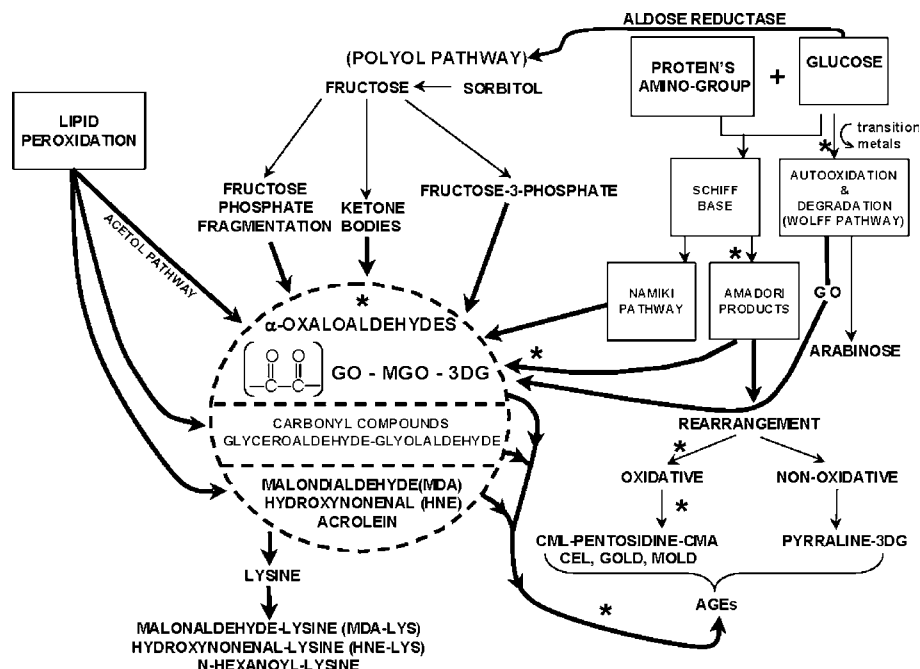 ALDOSE REDUCTASE
(POLYOL PATHWAY)
PROTEIN'S
AMINO-GROUP
+
GLUCOSE
FRUCTOSE
SORBITOL
LIPID
PEROXIDATION
transition
metals
*
FRUCTOSE
PHOSPHATE
FRAGMENTATION
KETONE
BODIES
FRUCTOSE-3-PHOSPHATE
SCHIFF
BASE
AUTOOXIDATION
&
DEGRADATION
(WOLFF PATHWAY)
ACETOL PATHWAY
*
NAMIKI
PATHWAY
AMADORI
PRODUCTS
GO
ARABINOSE
*
α-OXALOALDEHYDES
*
O O
C C
GO - MGO - 3DG
CARBONYL COMPOUNDS
GLYCEROALDEHYDE-GLYOLALDEHYDE
REARRANGEMENT
*
OXIDATIVE
NON-OXIDATIVE
MALONDIALDEHYDE(MDA)
HYDROXYNONENAL (HNE)
ACROLEIN
*
CML-PENTOSIDINE-CMA
CEL, GOLD, MOLD
PYRRALINE-3DG
LYSINE
*
AGEs
MALONALDEHYDE-LYSINE (MDA-LYS)
HYDROXYNONENAL-LYSINE (HNE-LYS)
N-HEXANOYL-LYSINE